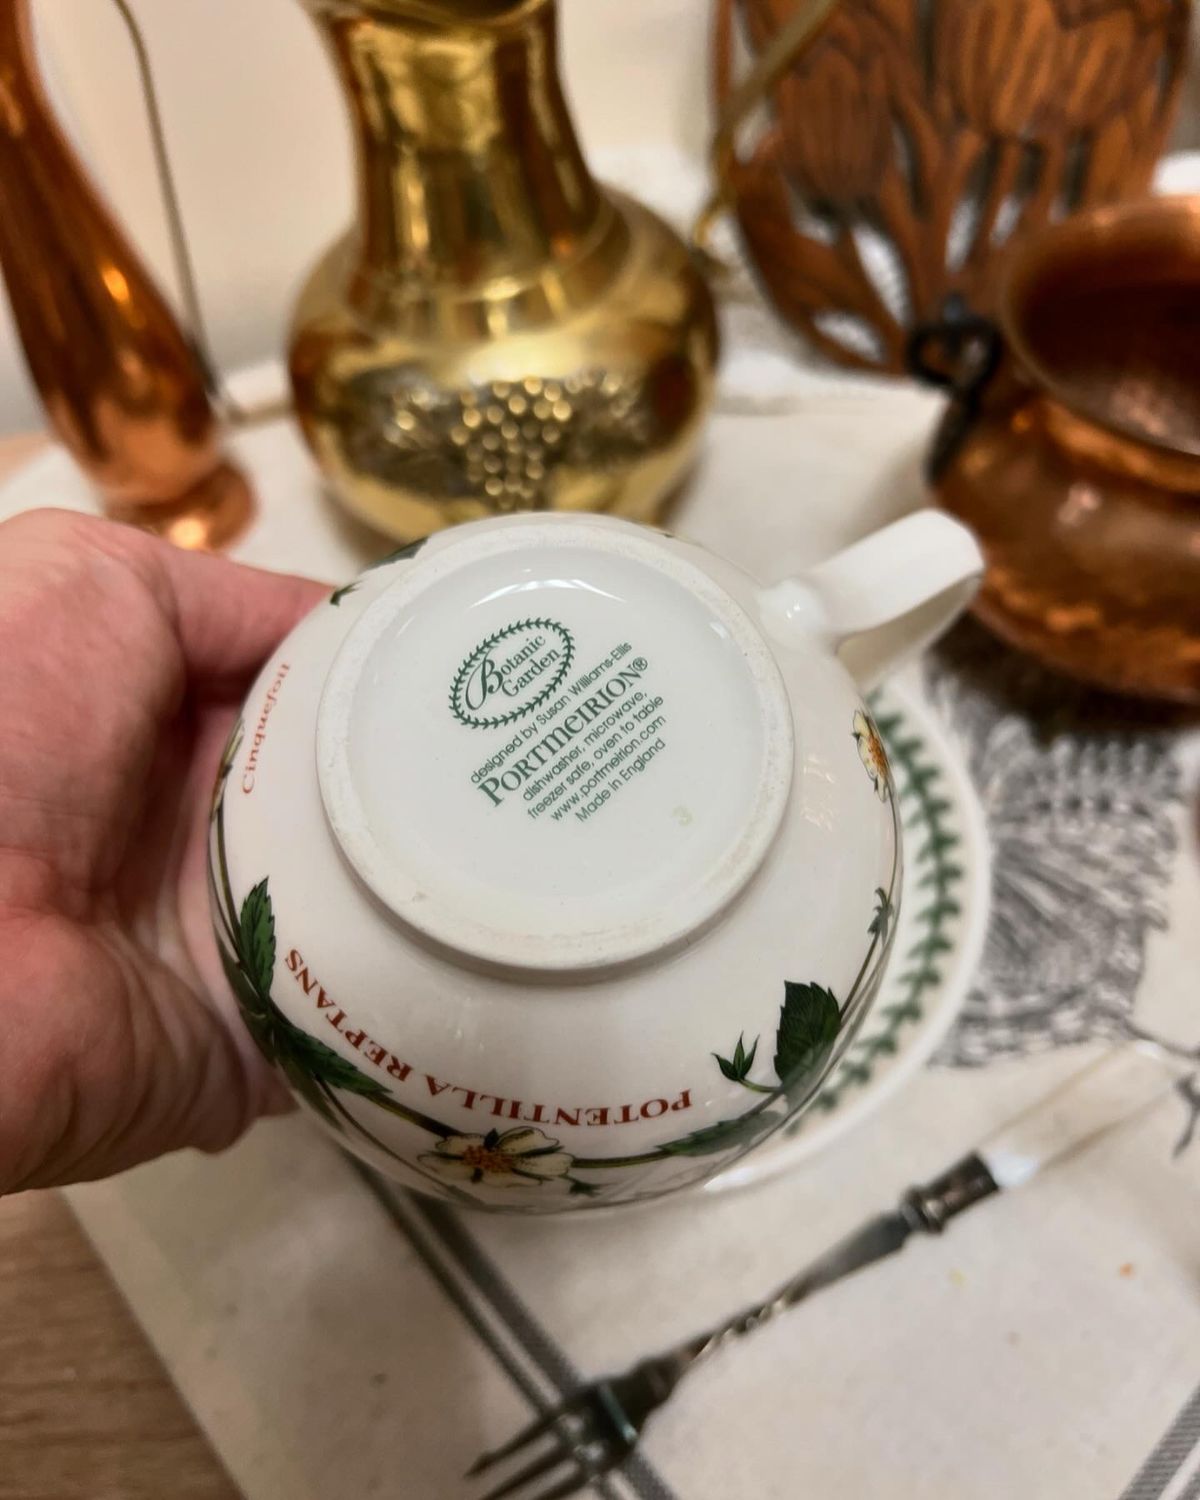 Botanic
Garden
designed by Susan Williams-Ellis
PORTMEIRION®
dishwasher, microwave,
freezer safe, oven to table
www.portmeirion.com
Made in England
3
Cinquefoil
POTENTILLA REPTANS